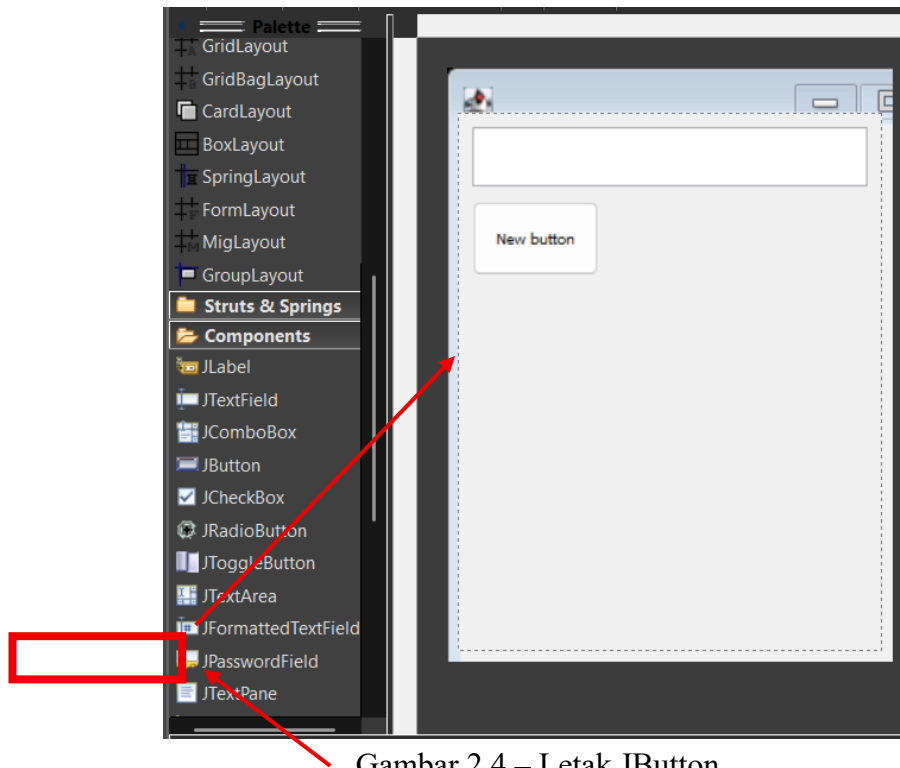 Palette
GridLayout
GridBagLayout
CardLayout
BoxLayout
SpringLayout
FormLayout
MigLayout
GroupLayout
Struts & Springs
Components
JLabel
JTextField
JComboBox
JButton
JCheckBox
JRadioButton
JToggleButton
JTextArea
JFormattedTextField
JPasswordField
JTextPane
New button
Gambar 2.4 – Letak JButton